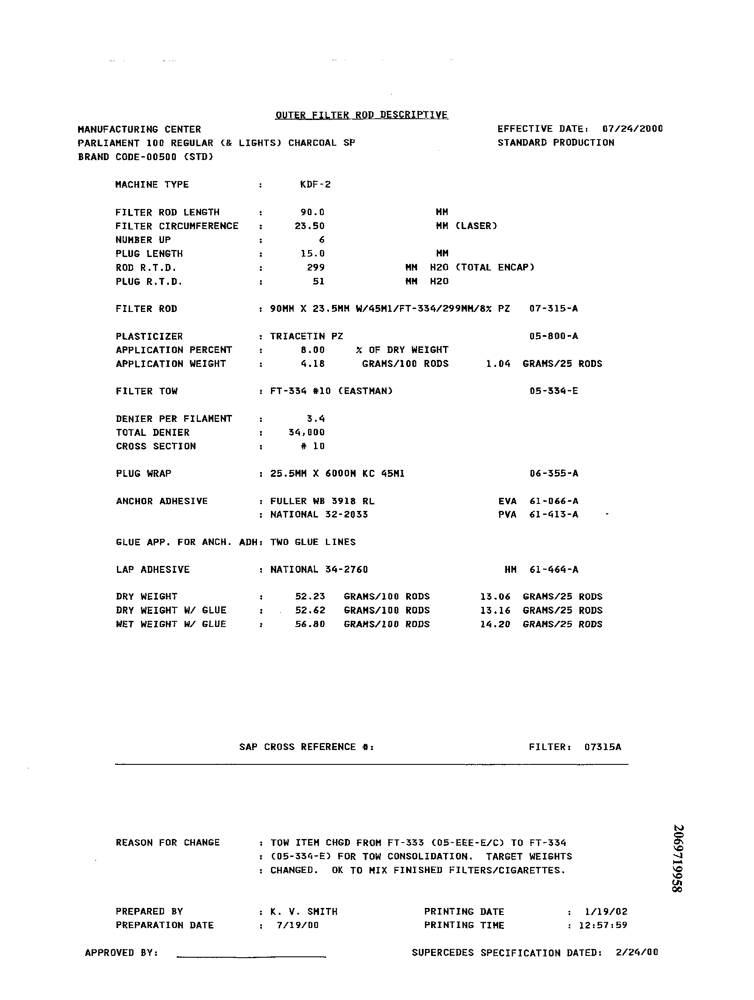 OUTER FILTER ROD DESCRIPTIVE
MANUFACTURING CENTER EFFECTIVE DATE: 07/24/2000
PARLIAMENT 100 REGULAR (& LIGHTS) CHARCOAL SP STANDARD PRODUCTION
BRAND CODE-00500 (STD)
MACHINE TYPE : KDF-2
FILTER ROD LENGTH : 90.0 MM
FILTER CIRCUMFERENCE : 23.50 MM (LASER)
NUMBER UP : 6
PLUG LENGTH : 15.0 MM
ROD R.T.D. : 299 MM H2O (TOTAL ENCAP)
PLUG R.T.D. : 51 MM H2O
FILTER ROD : 90MM X 23.5MM W/45M1/FT-334/299MM/8% PZ 07-315-A
PLASTICIZER : TRIACETIN PZ 05-800-A
APPLICATION PERCENT : 8.00 % OF DRY WEIGHT
APPLICATION WEIGHT : 4.18 GRAMS/100 RODS 1.04 GRAMS/25 RODS
FILTER TOW : FT-334 #10 (EASTMAN) 05-334-E
DENIER PER FILAMENT : 3.4
TOTAL DENIER : 34,000
CROSS SECTION : # 10
PLUG WRAP : 25.5MM X 6000M KC 45M1 06-355-A
ANCHOR ADHESIVE : FULLER WB 3918 RL EVA 61-066-A
: NATIONAL 32-2033 PVA 61-413-A
GLUE APP. FOR ANCH. ADH: TWO GLUE LINES
LAP ADHESIVE : NATIONAL 34-2760 HM 61-464-A
DRY WEIGHT : 52.23 GRAMS/100 RODS 13.06 GRAMS/25 RODS
DRY WEIGHT W/ GLUE : 52.62 GRAMS/100 RODS 13.16 GRAMS/25 RODS
WET WEIGHT W/ GLUE : 56.80 GRAMS/100 RODS 14.20 GRAMS/25 RODS
SAP CROSS REFERENCE #: FILTER: 07315A
REASON FOR CHANGE : TOW ITEM CHGD FROM FT-333 (05-EEE-E/C) TO FT-334
: (05-334-E) FOR TOW CONSOLIDATION. TARGET WEIGHTS
: CHANGED. OK TO MIX FINISHED FILTERS/CIGARETTES.
2069719958
PREPARED BY : K. V. SMITH PRINTING DATE : 1/19/02
PREPARATION DATE : 7/19/00 PRINTING TIME : 12:57:59
APPROVED BY: SUPERCEDES SPECIFICATION DATED: 2/24/00